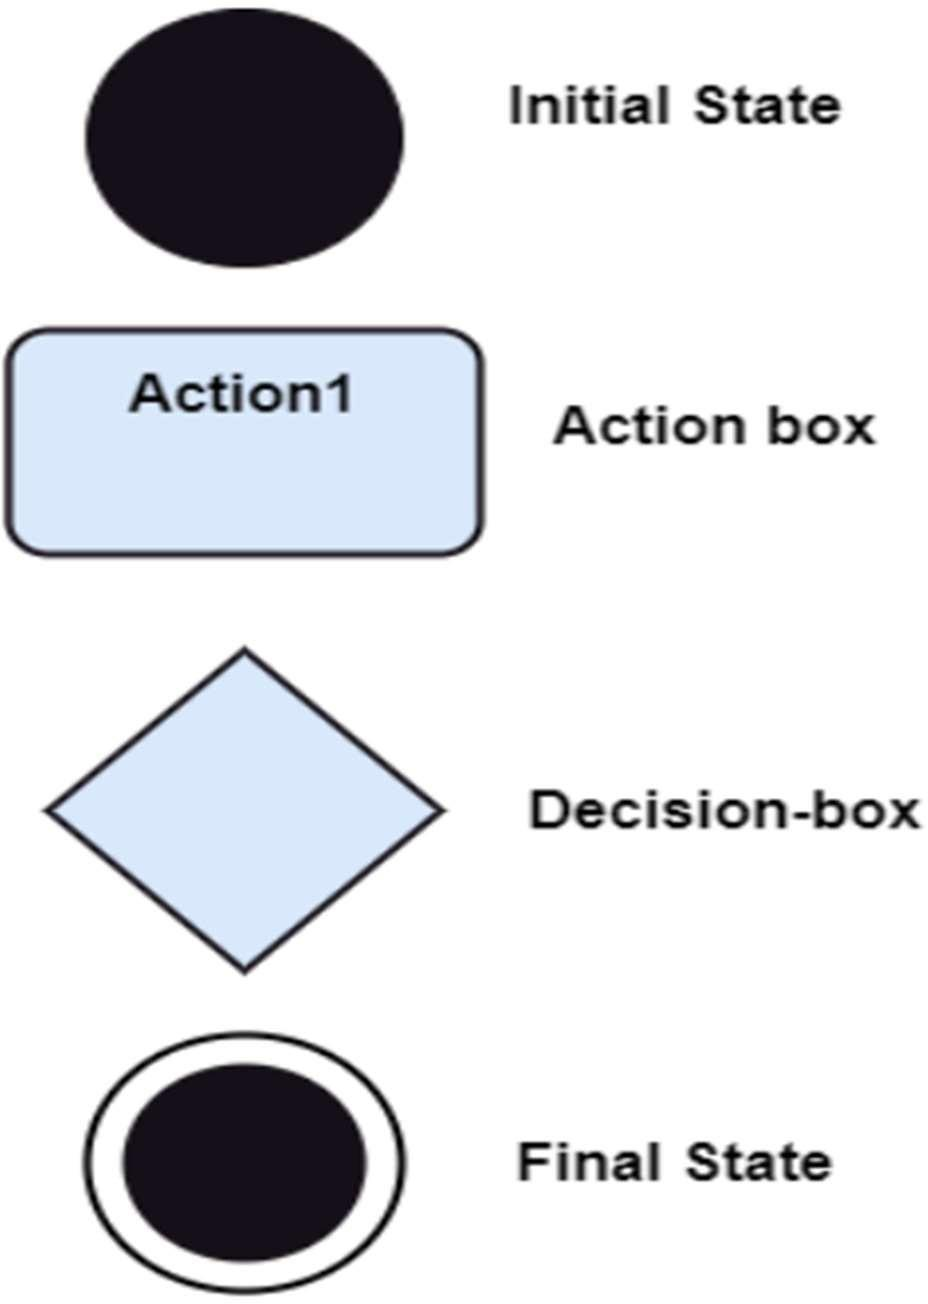 Initial State
Action1
Action box
Decision-box
Final State